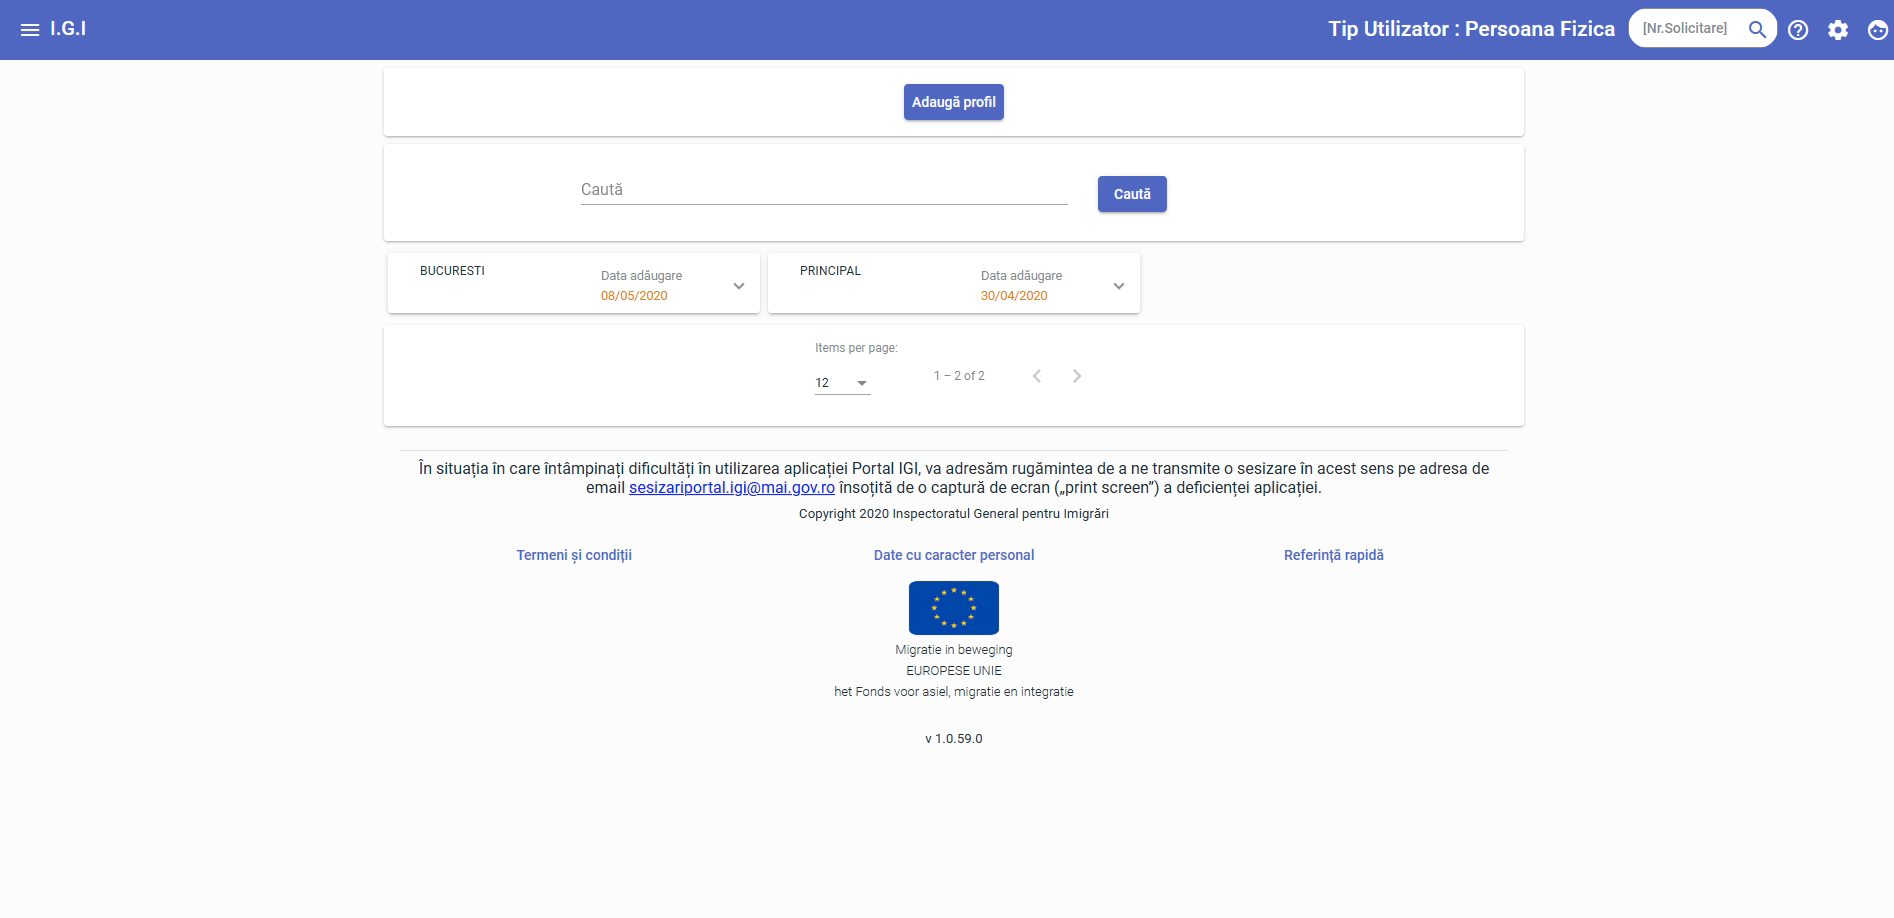 I.G.I
Tip Utilizator : Persoana Fizica
[Nr.Solicitare]
Adaugă profil
Caută
Caută
BUCURESTI
Data adăugare
08/05/2020
PRINCIPAL
Data adăugare
30/04/2020
Items per page:
12
1 – 2 of 2
În situația în care întâmpinați dificultăți în utilizarea aplicației Portal IGI, va adresăm rugămintea de a ne transmite o sesizare în acest sens pe adresa de
email sesizariportal.igi@mai.gov.ro însoțită de o captură de ecran („print screen”) a deficienței aplicației.
Copyright 2020 Inspectoratul General pentru Imigrări
Termeni și condiții
Date cu caracter personal
Referință rapidă
Migratie in beweging
EUROPESE UNIE
het Fonds voor asiel, migratie en integratie
v 1.0.59.0